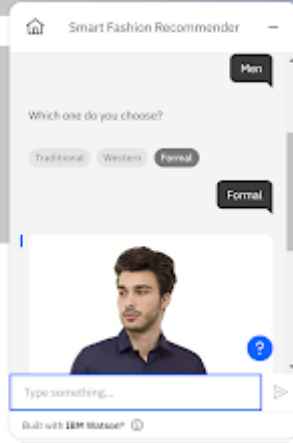 Smart Fashion Recommender
Men
Which one do you choose?
Traditional Western Formal
Formal
?
Type something...
Built with IBM Watson®